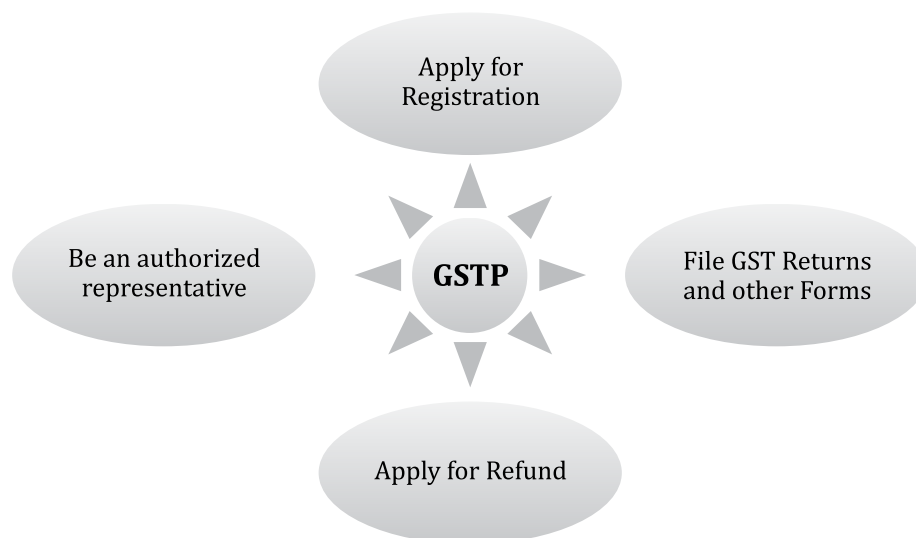 Apply for
Registration
Be an authorized
representative
GSTP
File GST Returns
and other Forms
Apply for Refund